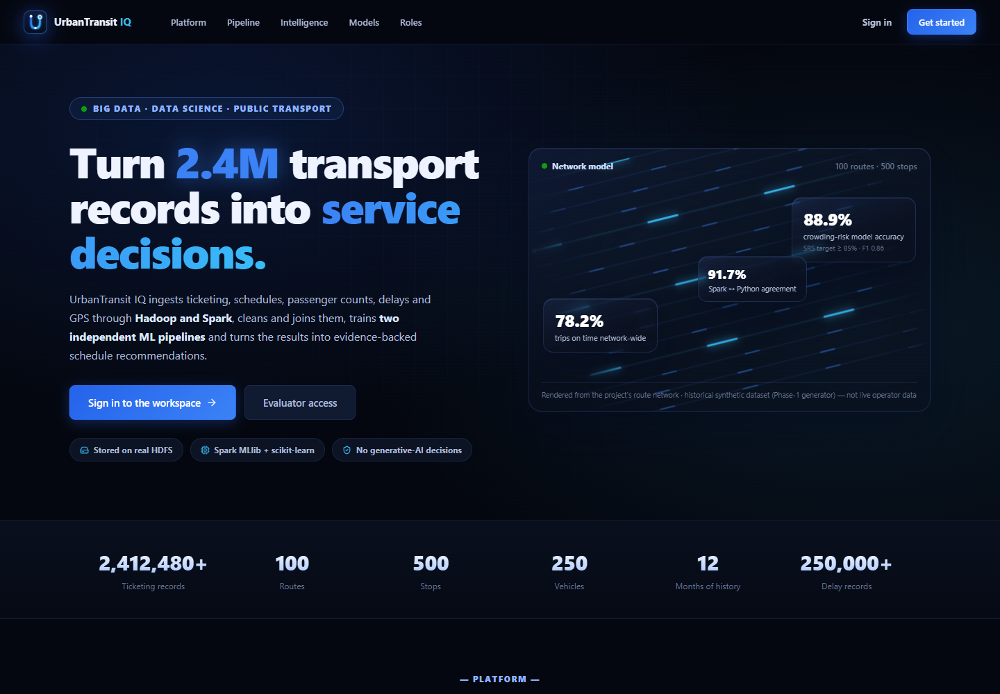 UrbanTransit IQ
Platform
Pipeline
Intelligence
Models
Roles
Sign in
Get started
BIG DATA · DATA SCIENCE · PUBLIC TRANSPORT
Turn 2.4M transport
records into service
decisions.
UrbanTransit IQ ingests ticketing, schedules, passenger counts, delays and
GPS through Hadoop and Spark, cleans and joins them, trains two
independent ML pipelines and turns the results into evidence-backed
schedule recommendations.
Sign in to the workspace →
Evaluator access
Stored on real HDFS
Spark MLlib + scikit-learn
No generative-AI decisions
Network model
100 routes · 500 stops
88.9%
crowding-risk model accuracy
SRS target ≥ 85% · F1 0.86
91.7%
Spark ↔ Python agreement
78.2%
trips on time network-wide
Rendered from the project's route network · historical synthetic dataset (Phase-1 generator) — not live operator data
2,412,480+
Ticketing records
100
Routes
500
Stops
250
Vehicles
12
Months of history
250,000+
Delay records
— PLATFORM —